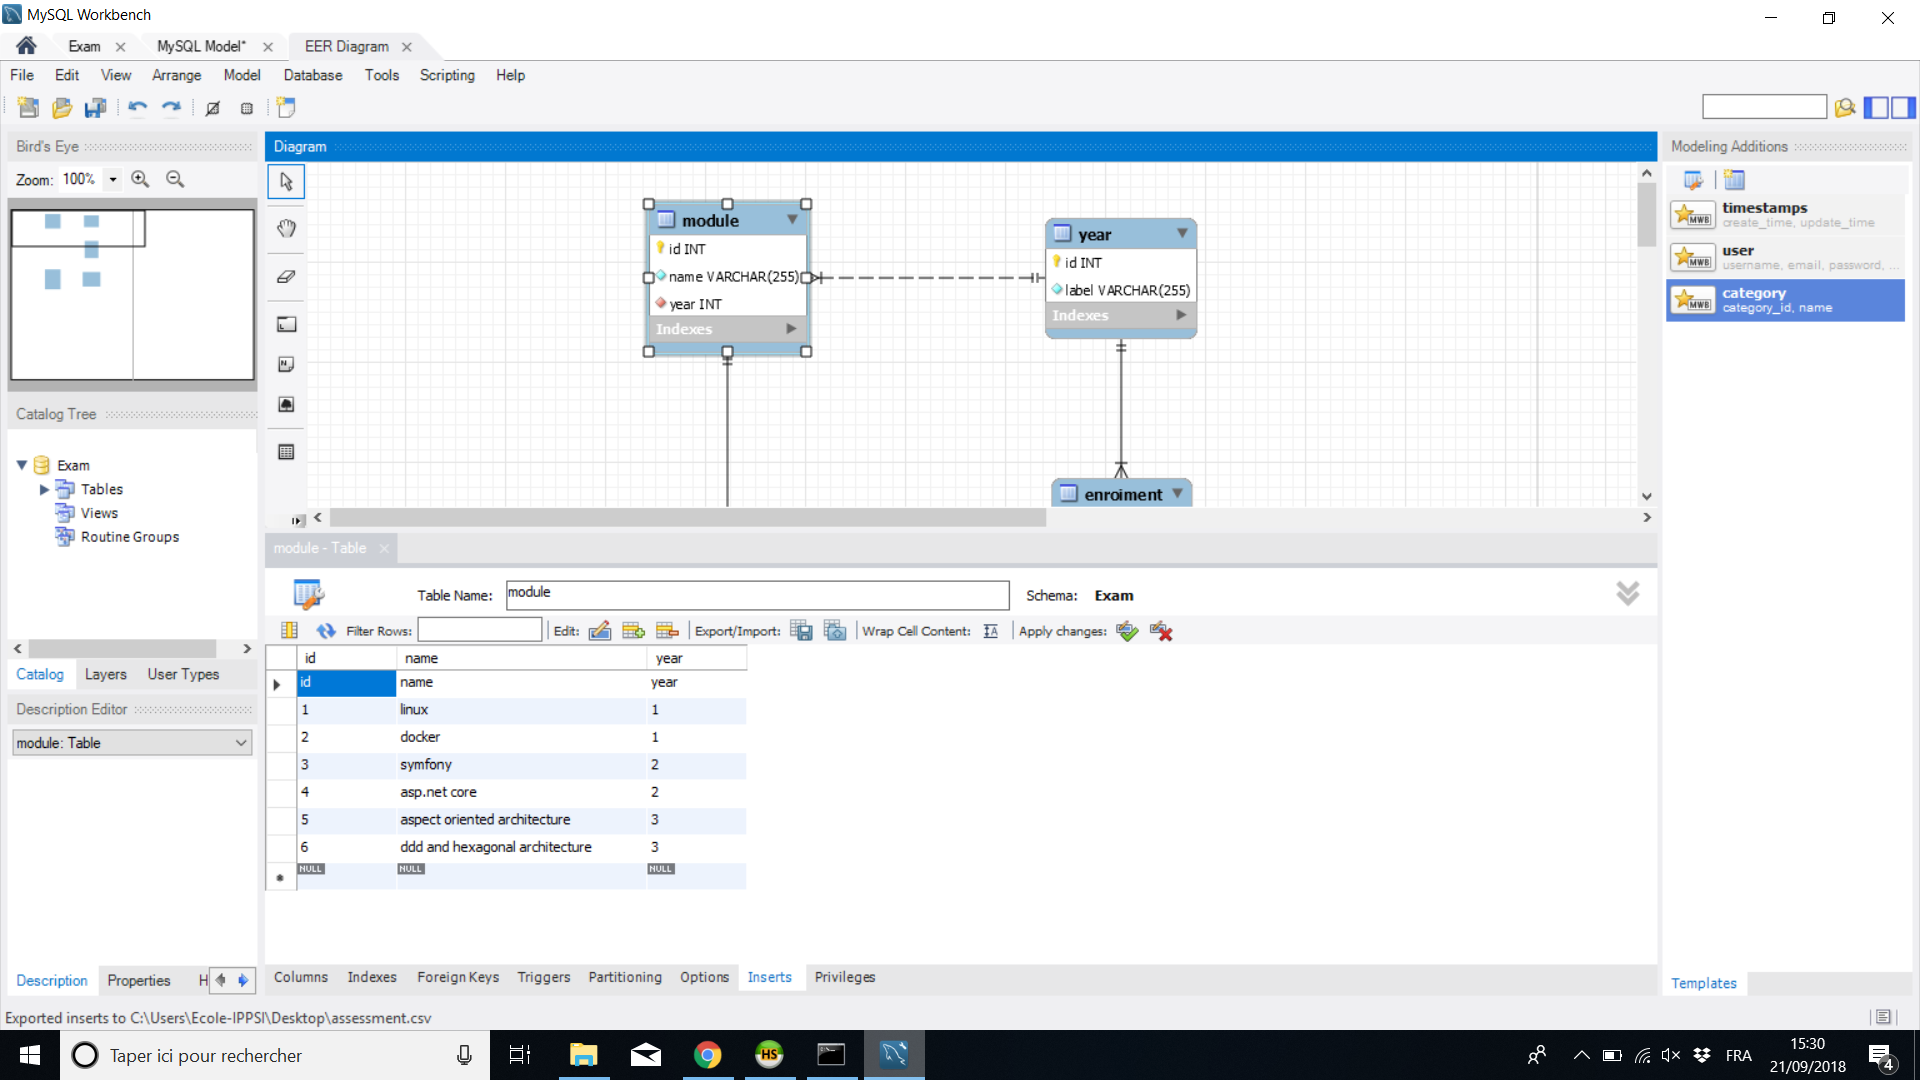 MySQL Workbench
Exam
MySQL Model*
EER Diagram
File Edit View Arrange Model Database Tools Scripting Help
Bird's Eye
Zoom: 100%
Diagram
Modeling Additions
timestamps
create_time, update_time
user
username, email, password, ...
category
category_id, name
module
id INT
name VARCHAR(255)
year INT
Indexes
year
id INT
label VARCHAR(255)
Indexes
enroiment
Catalog Tree
Exam
Tables
Views
Routine Groups
Catalog Layers User Types
Description Editor
module: Table
Description Properties H
module - Table
Table Name: module Schema: Exam
Filter Rows: Edit: Export/Import: Wrap Cell Content: Apply changes:
id name year
id name year
1 linux 1
2 docker 1
3 symfony 2
4 asp.net core 2
5 aspect oriented architecture 3
6 ddd and hexagonal architecture 3
NULL NULL NULL
Columns Indexes Foreign Keys Triggers Partitioning Options Inserts Privileges
Templates
Exported inserts to C:\Users\Ecole-IPPSI\Desktop\assessment.csv
Taper ici pour rechercher
HS
FRA
15:30
21/09/2018
4